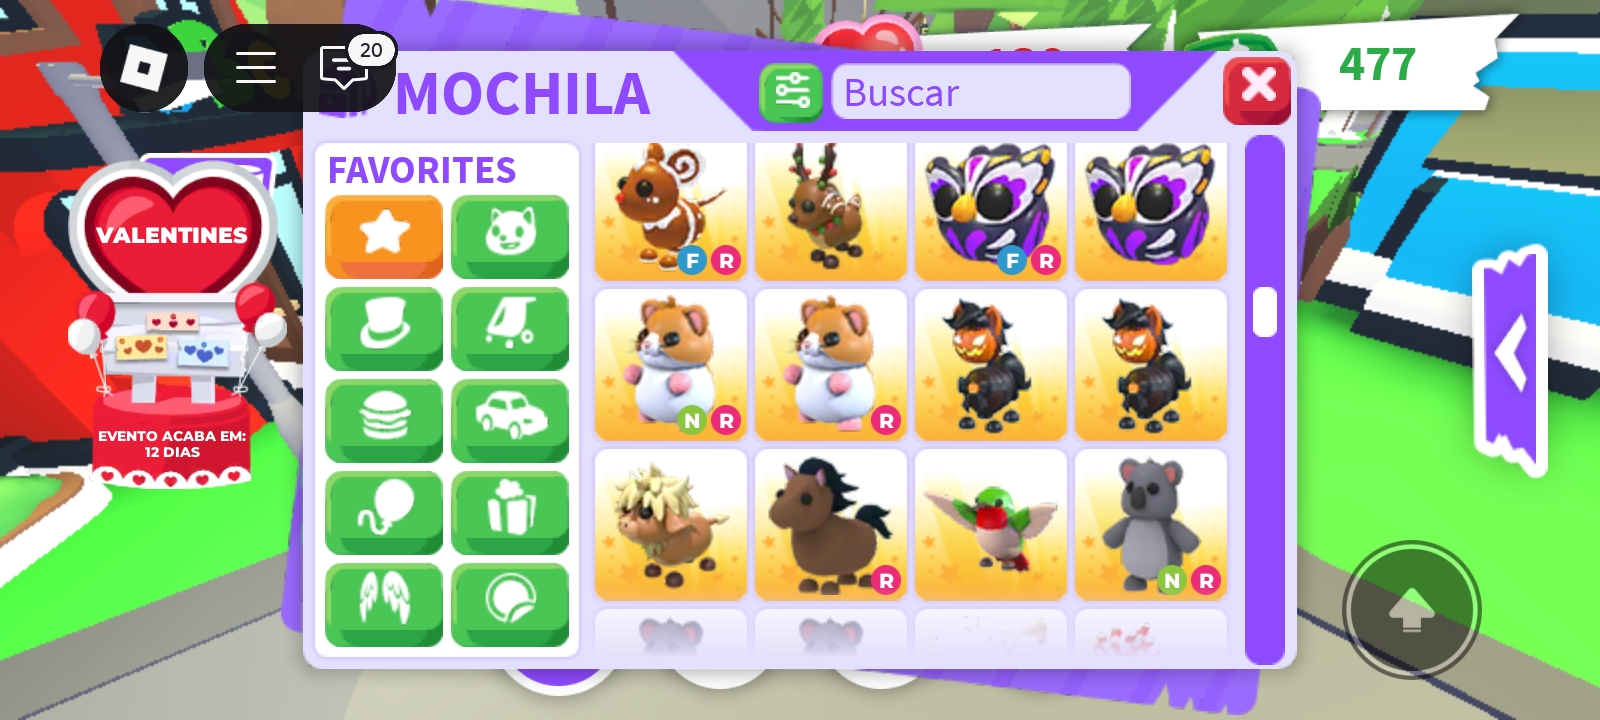 20
MOCHILA
Buscar
477
FAVORITES
VALENTINES
EVENTO ACABA EM:
12 DIAS
F R
F R
N R
R
R
N R